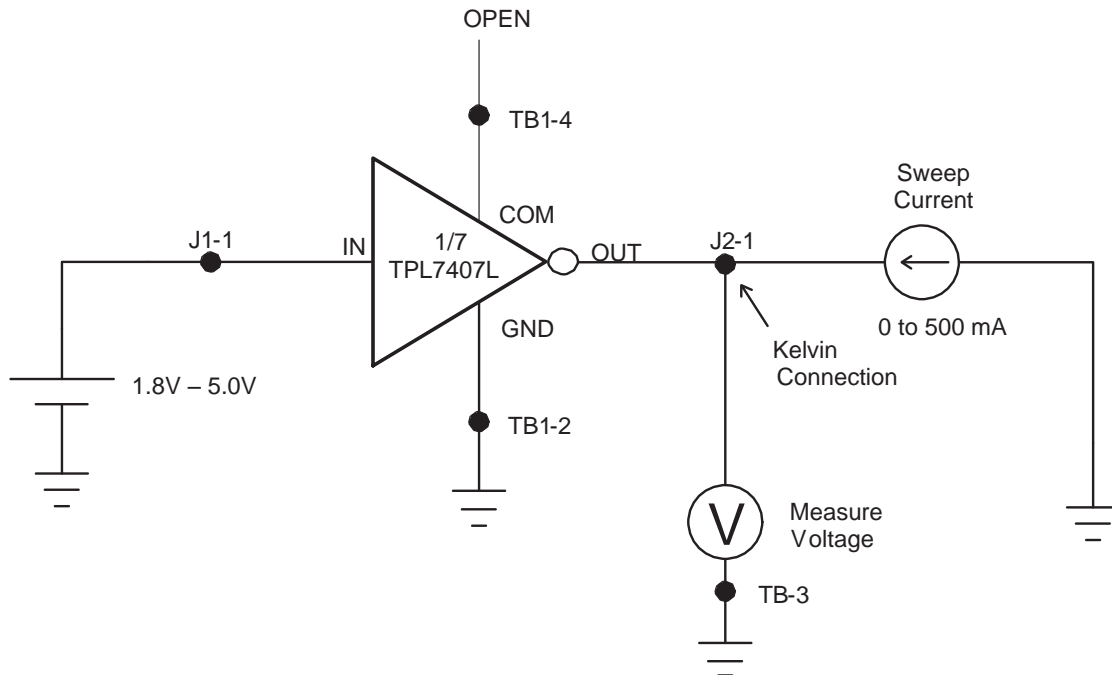 OPEN
TB1-4
Sweep
Current
COM
J1-1
IN
1/7
TPL7407L
OUT
J2-1
GND
0 to 500 mA
Kelvin
Connection
1.8V – 5.0V
TB1-2
V
Measure
Voltage
TB-3